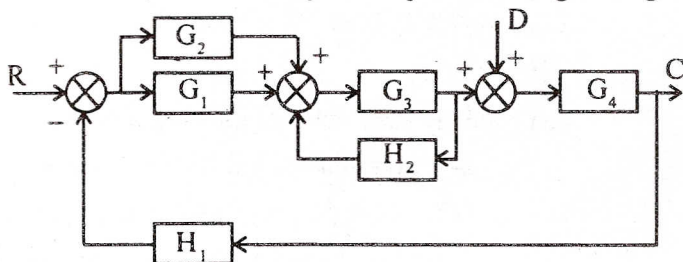 G₂
D
R + G₁ + + G₃ + + G₄ C
−
H₂
H₁